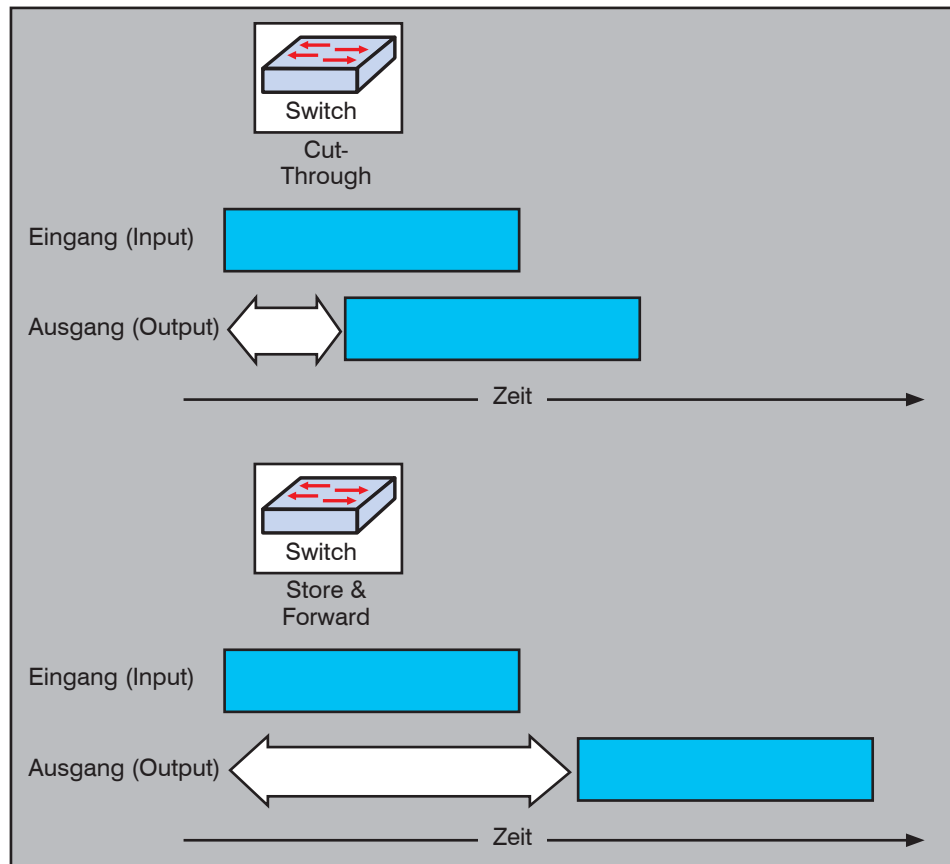 Switch
Cut-
Through
Eingang (Input)
Ausgang (Output)
Zeit
Switch
Store &
Forward
Eingang (Input)
Ausgang (Output)
Zeit